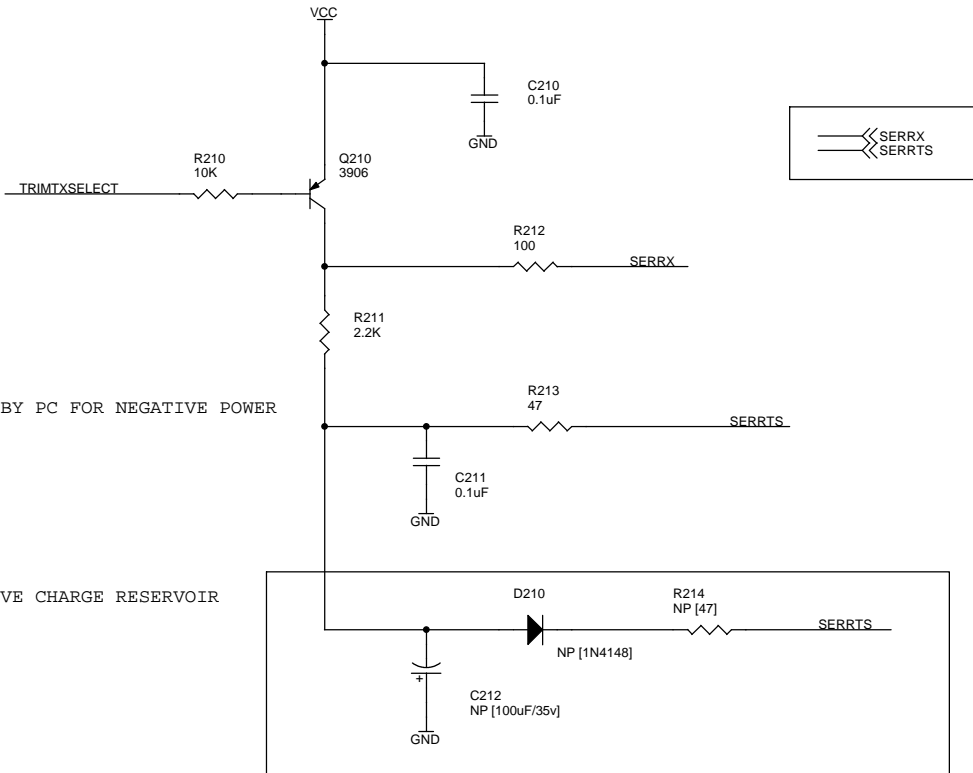 VCC
C210
0.1uF
GND
SERRX
SERRTS
R210
10K
Q210
3906
TRIMTXSELECT
R212
100
SERRX
R211
2.2K
BY PC FOR NEGATIVE POWER
R213
47
SERRTS
C211
0.1uF
GND
VE CHARGE RESERVOIR
D210
R214
NP [47]
SERRTS
NP [1N4148]
+
C212
NP [100uF/35v]
GND